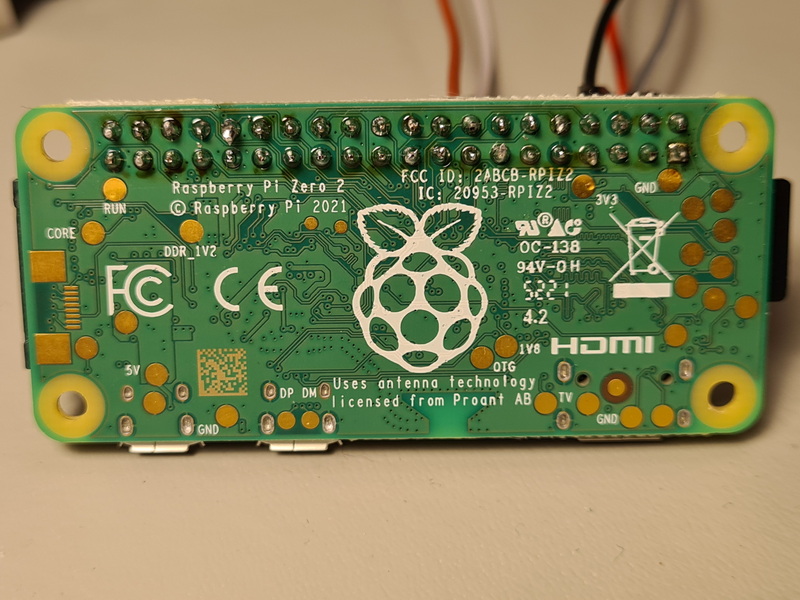 Raspberry Pi Zero 2
© Raspberry Pi 2021
FCC ID: 2ABCB-RPIZ2
IC: 20953-RPIZ2
RUN
GND
3V3
CORE
DDR_1V2
FC
CE
OC-138
94V-0H
5221
4.2
HDMI
1V8
OTG
5V
DP DM
Uses antenna technology
licensed from Proant AB
GND
TV
GND